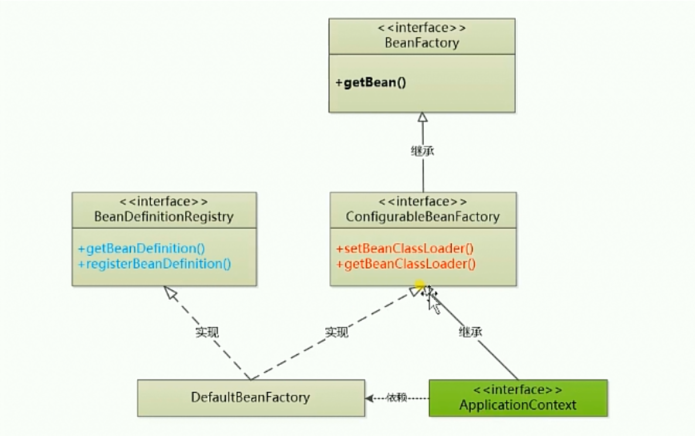 <<interface>>
BeanFactory
+getBean()
继承
<<interface>>
BeanDefinitionRegistry
+getBeanDefinition()
+registerBeanDefinition()
<<interface>>
ConfigurableBeanFactory
+setBeanClassLoader()
+getBeanClassLoader()
实现
实现
继承
DefaultBeanFactory
依赖
<<interface>>
ApplicationContext